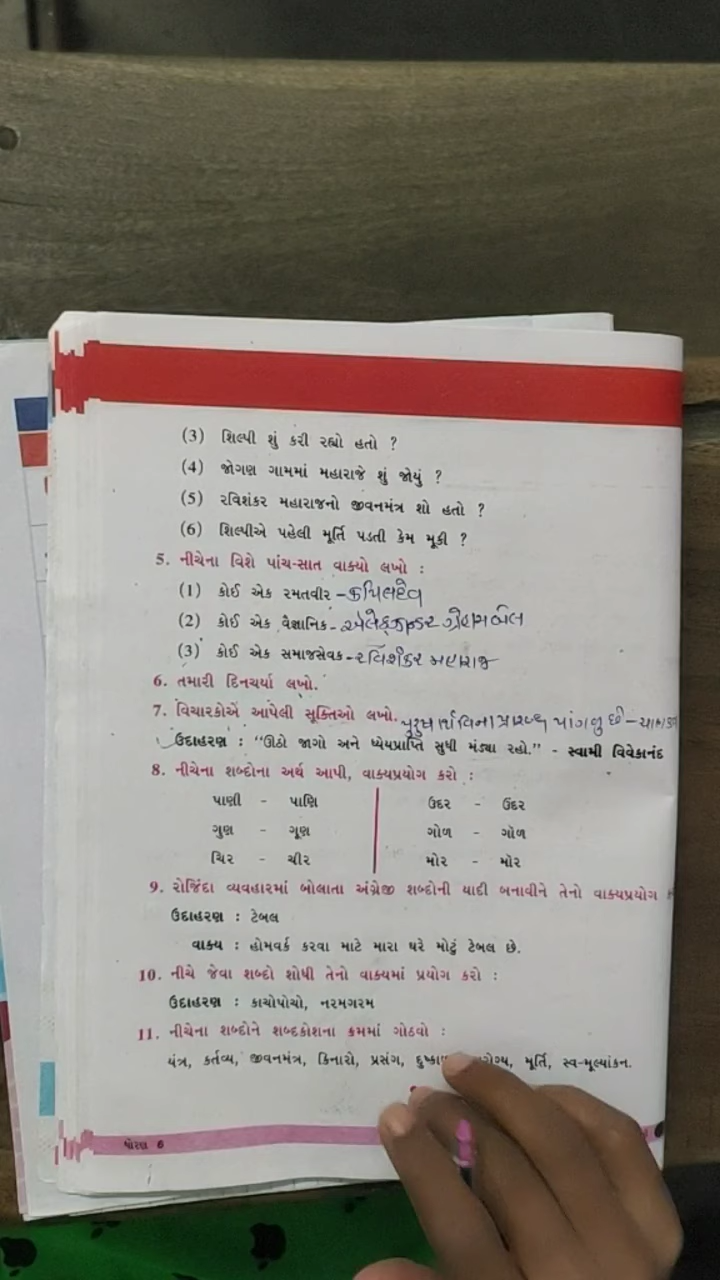 (3) શિલ્પી શું કરી રહ્યો હતો ?
(4) જોગણ ગામમાં મહારાજે શું જોયું ?
(5) રવિશંકર મહારાજનો જીવનમંત્ર શો હતો ?
(6) શિલ્પીએ પહેલી મૂર્તિ પડતી કેમ મૂકી ?
5. નીચેના વિશે પાંચ-સાત વાક્યો લખો :
(1) કોઈ એક રમતવીર - કપિલદેવ
(2) કોઈ એક વૈજ્ઞાનિક - એલેક્ઝાન્ડર ગ્રેહામ બેલ
(3) કોઈ એક સમાજસેવક - રવિશંકર મહારાજ
6. તમારી દિનચર્યા લખો.
7. વિચારકોએ આપેલી સૂક્તિઓ લખો. પુરુષાર્થ વિના પ્રારબ્ધ પાંગળુ છે -
ઉદાહરણ : “ઊઠો જાગો અને ધ્યેયપ્રાપ્તિ સુધી મંડ્યા રહો.” - સ્વામી વિવેકાનંદ
8. નીચેના શબ્દોના અર્થ આપી, વાક્યપ્રયોગ કરો :
પાણી - પાણિ ઉદર - ઉંદર
ગુણ - ગૂણ ગોળ - ગૉળ
ચિર - ચીર મોર - મૉર
9. રોજિંદા વ્યવહારમાં બોલાતા અંગ્રેજી શબ્દોની યાદી બનાવીને તેનો વાક્યપ્રયોગ
ઉદાહરણ : ટેબલ
વાક્ય : હોમવર્ક કરવા માટે મારા ઘરે મોટું ટેબલ છે.
10. નીચે જેવા શબ્દો શોધી તેનો વાક્યમાં પ્રયોગ કરો :
ઉદાહરણ : કાચોપોચો, નરમગરમ
11. નીચેના શબ્દોને શબ્દકોશના ક્રમમાં ગોઠવો :
યંત્ર, કર્તવ્ય, જીવનમંત્ર, કિનારો, પ્રસંગ, મૂર્તિ, સ્વ-મૂલ્યાંકન.
ધોરણ 6